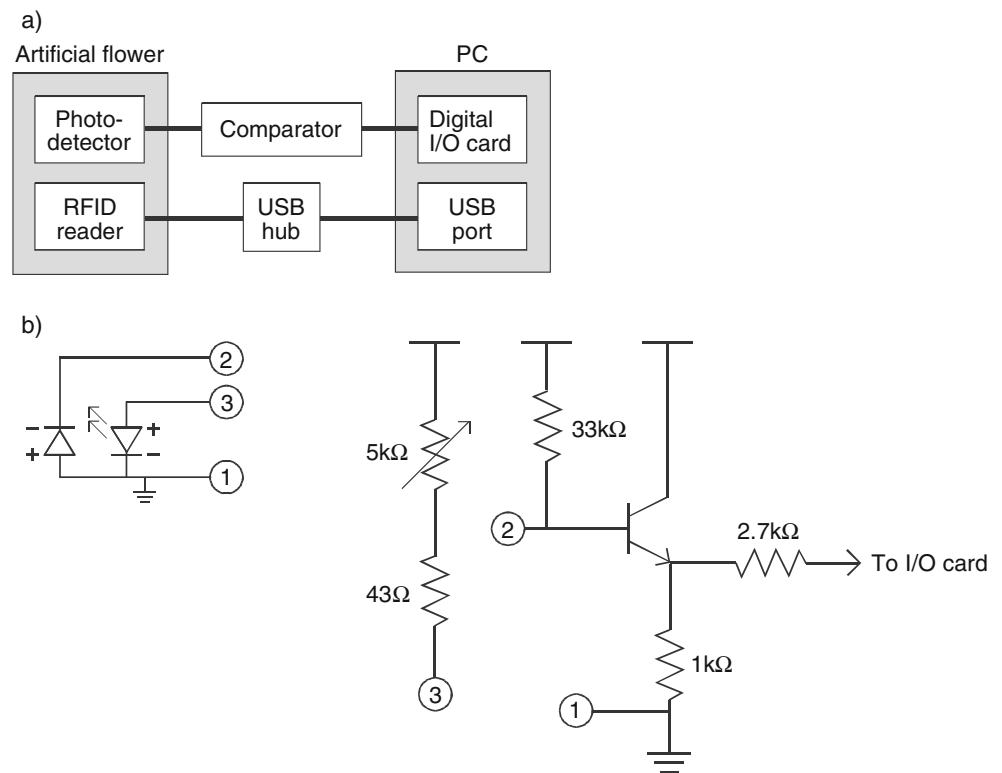 a)
Artificial flower
PC
Photo-
detector
Comparator
Digital
I/O card
RFID
reader
USB
hub
USB
port
b)
2
3
1
- +
+ -
5kΩ
43Ω
3
33kΩ
2
2.7kΩ
To I/O card
1kΩ
1